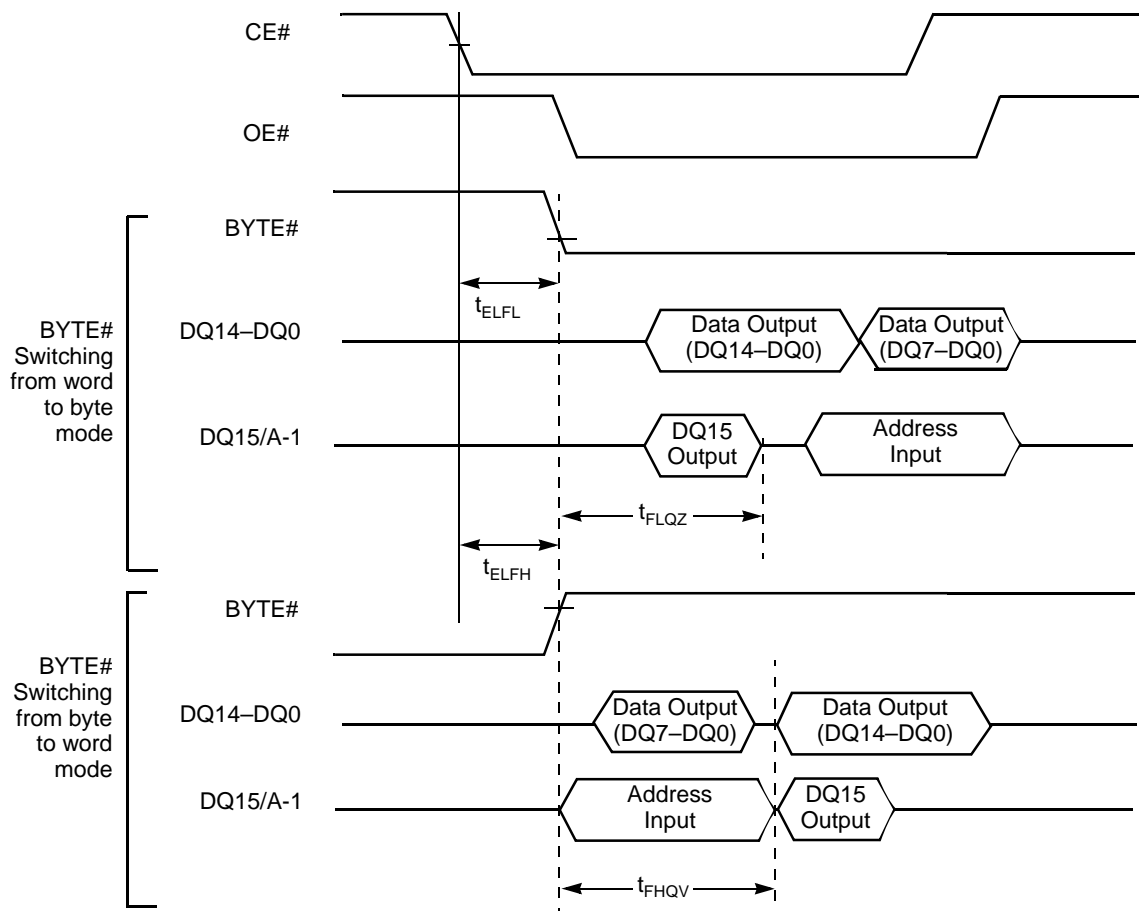 CE#
OE#
BYTE#
Switching
from word
to byte
mode
BYTE#
tELFL
DQ14–DQ0
Data Output
(DQ14–DQ0)
Data Output
(DQ7–DQ0)
DQ15/A-1
DQ15
Output
Address
Input
tFLQZ
tELFH
BYTE#
Switching
from byte
to word
mode
BYTE#
DQ14–DQ0
Data Output
(DQ7–DQ0)
Data Output
(DQ14–DQ0)
DQ15/A-1
Address
Input
DQ15
Output
tFHQV